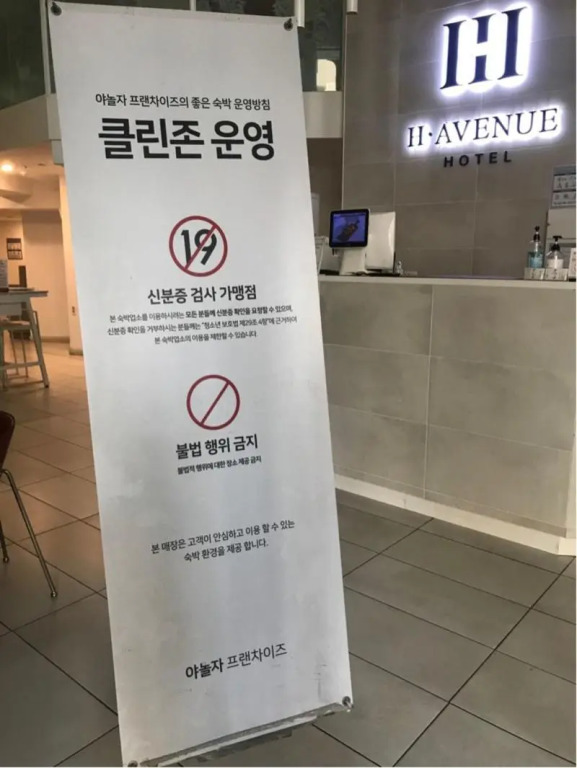 야놀자 프랜차이즈의 좋은 숙박 운영방침
클린존 운영
19
신분증 검사 가맹점
본 숙박업소를 이용하시려는 모든 분들께 신분증 확인을 요청할 수 있으며,
신분증 확인을 거부하시는 분들께는 "청소년 보호법 제29조 4항"에 근거하여
본 숙박업소의 이용을 제한할 수 있습니다.
불법 행위 금지
불법적 행위에 대한 장소 제공 금지
본 매장은 고객이 안심하고 이용 할 수 있는
숙박 환경을 제공 합니다.
야놀자 프랜차이즈
H
H·AVENUE
HOTEL